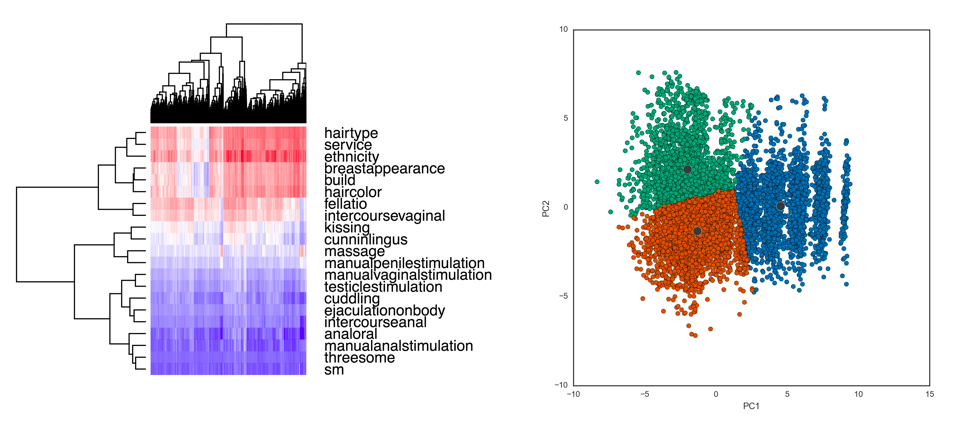 hairtype
service
ethnicity
breastappearance
build
haircolor
fellatio
intercoursevaginal
kissing
cunninlingus
massage
manualpenilestimulation
manualvaginalstimulation
testiclestimulation
cuddling
ejaculationonbody
intercourseanal
analoral
manualanalstimulation
threesome
sm
10
5
0
−5
−10
PC2
−10 −5 0 5 10 15
PC1